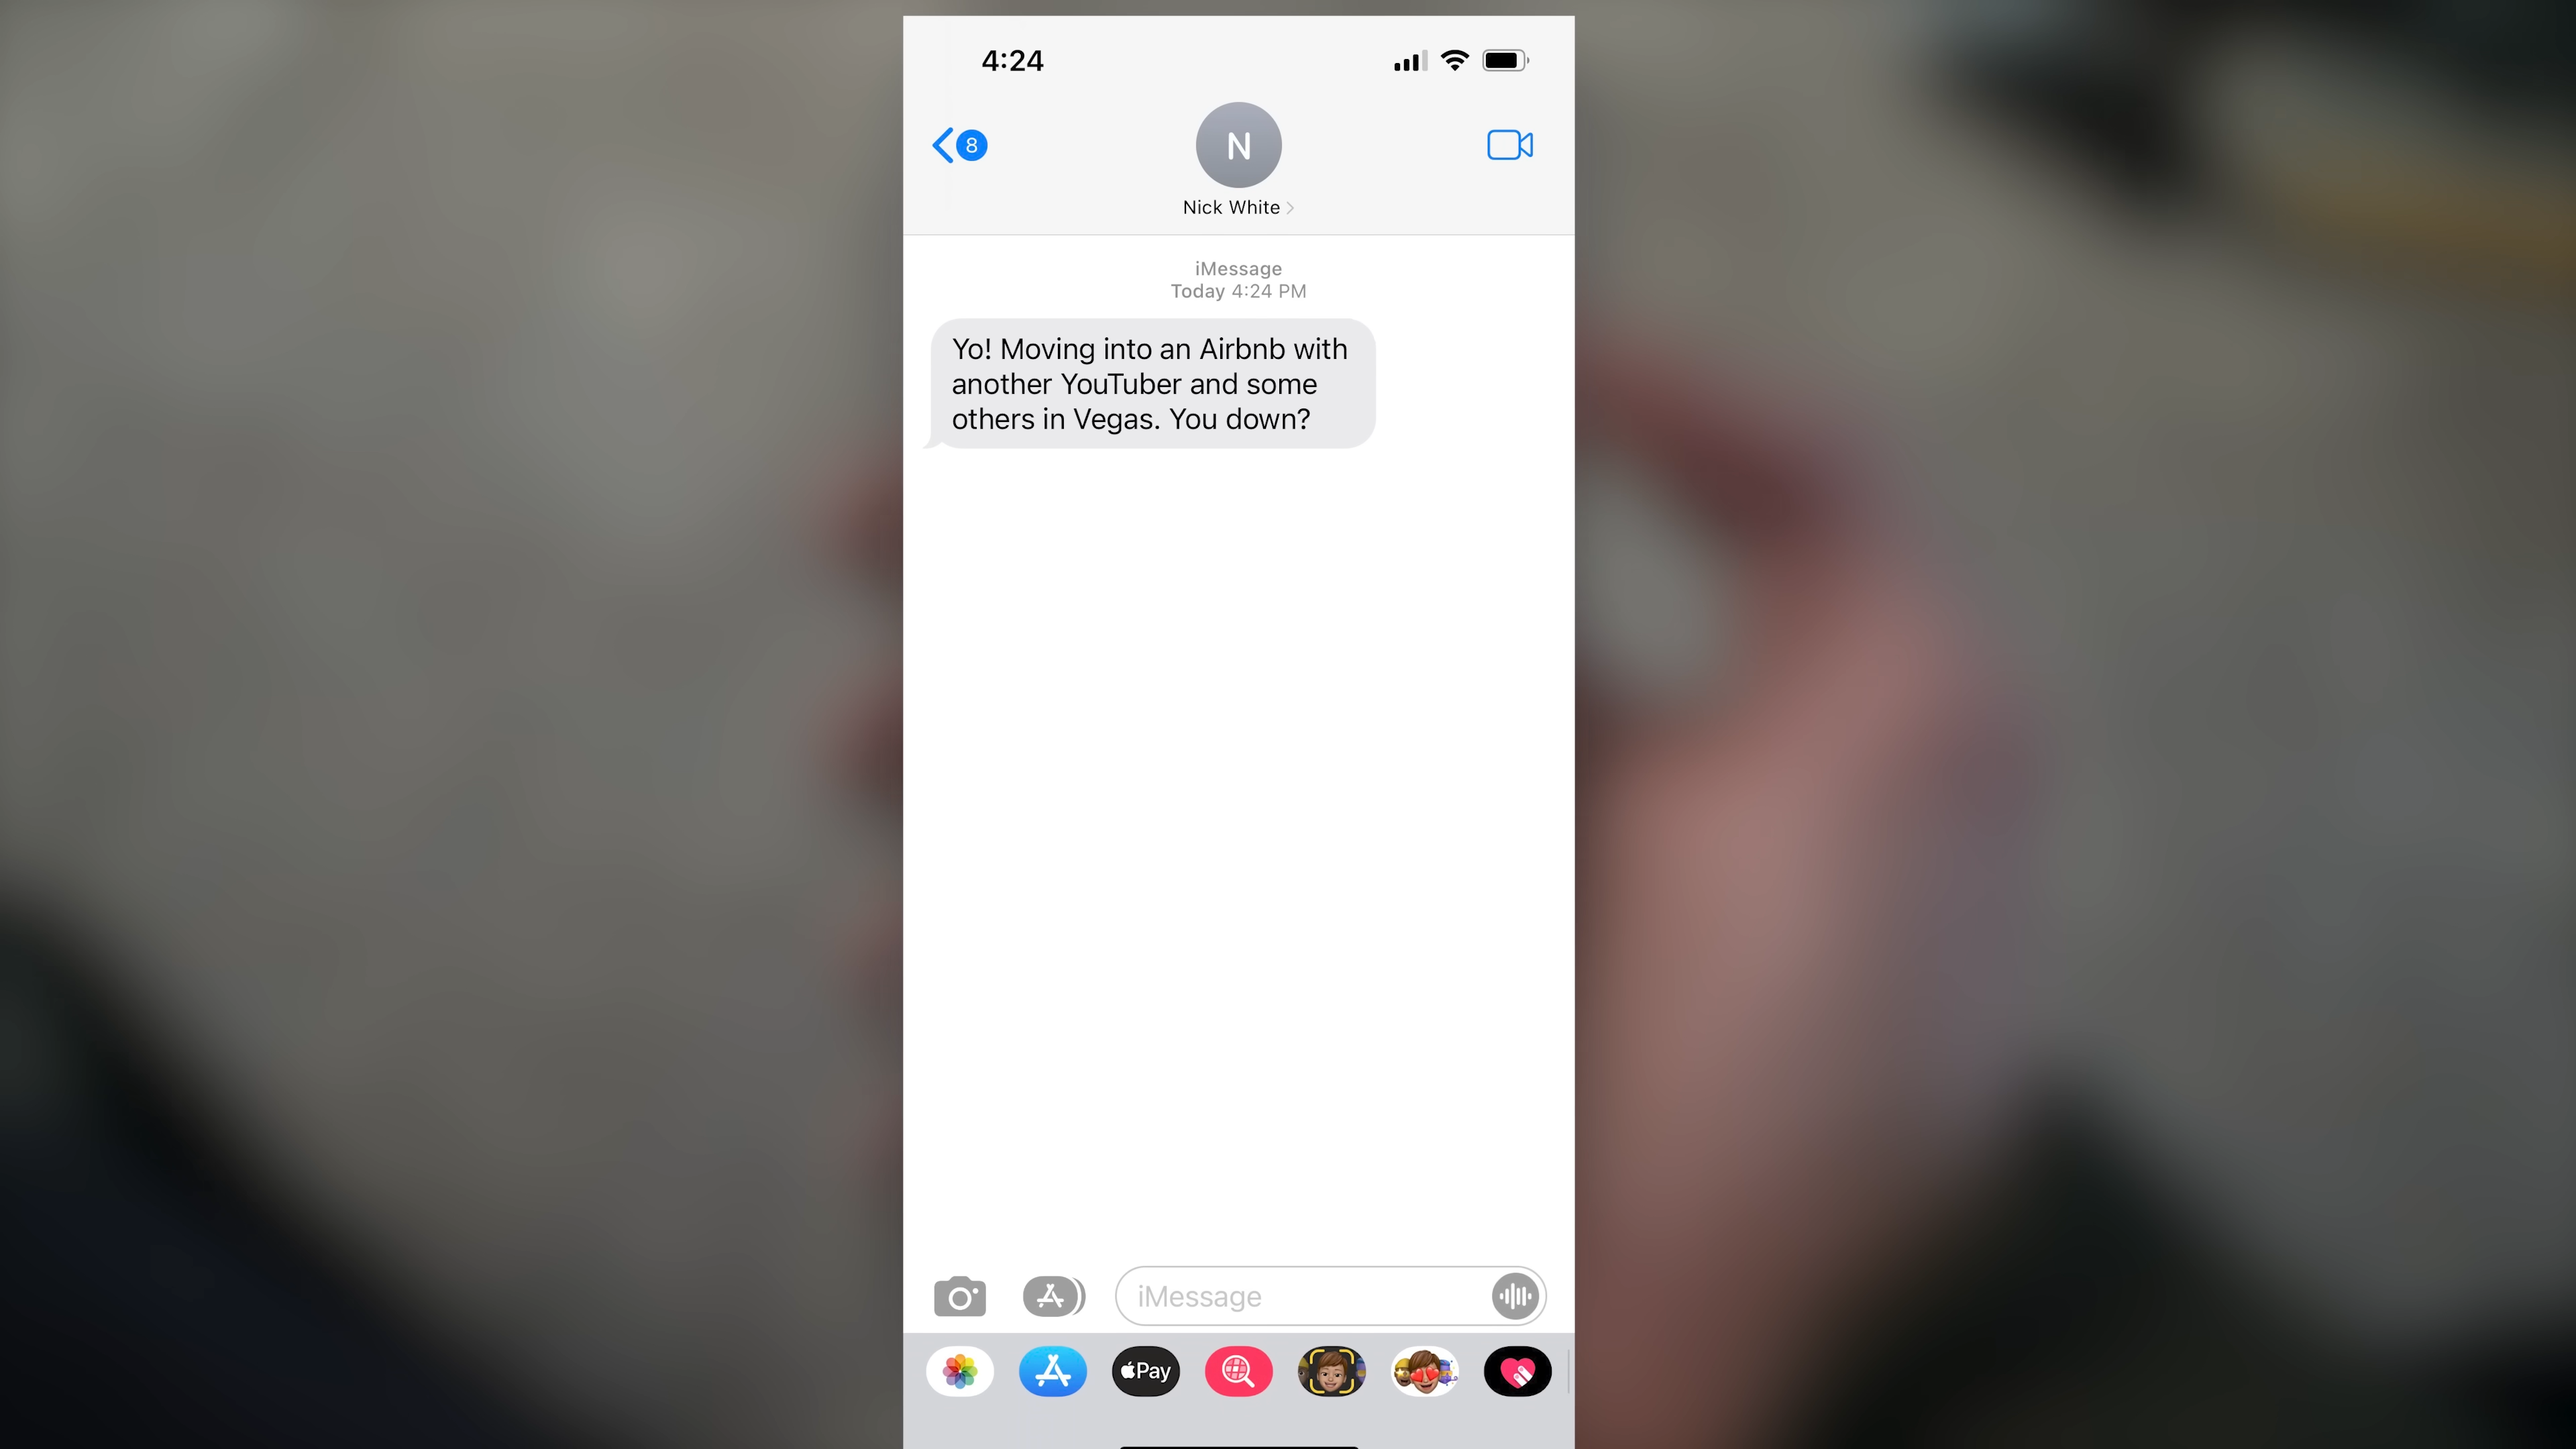 4:24
8
N
Nick White
iMessage
Today 4:24 PM
Yo! Moving into an Airbnb with
another YouTuber and some
others in Vegas. You down?
iMessage
Pay